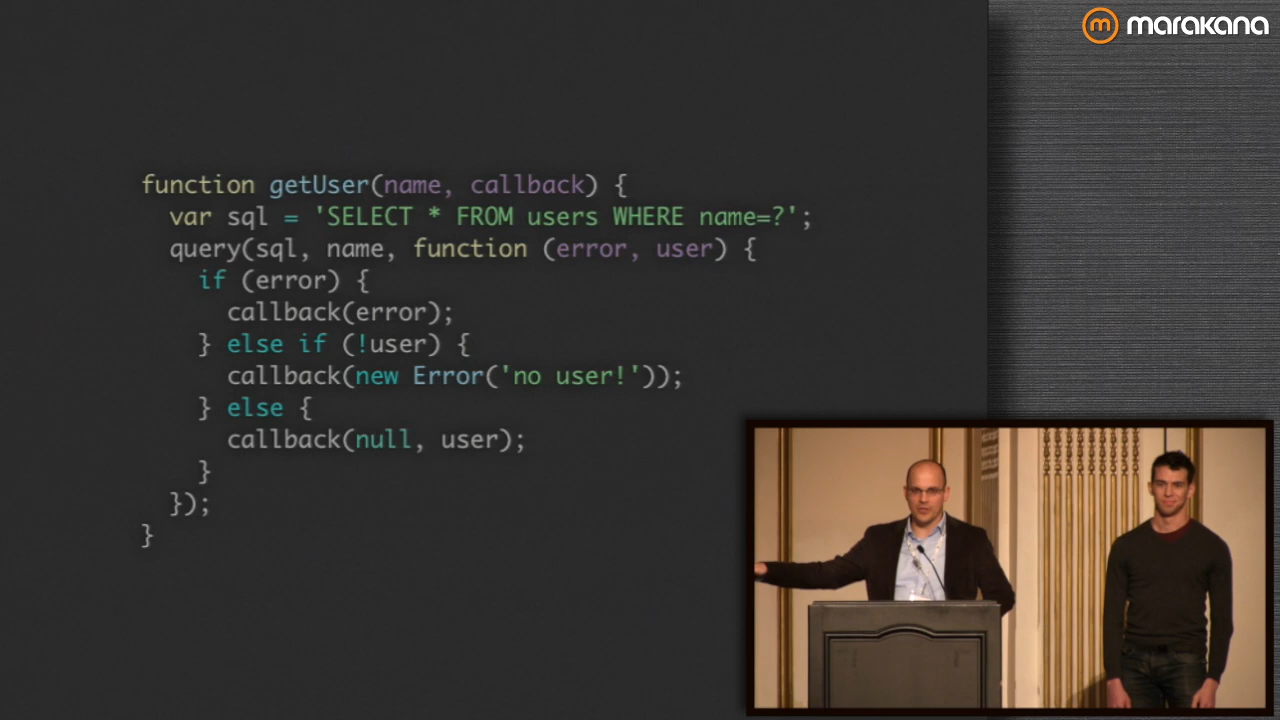 marakana
function getUser(name, callback) {
  var sql = 'SELECT * FROM users WHERE name=?';
  query(sql, name, function (error, user) {
    if (error) {
      callback(error);
    } else if (!user) {
      callback(new Error('no user!'));
    } else {
      callback(null, user);
    }
  });
}